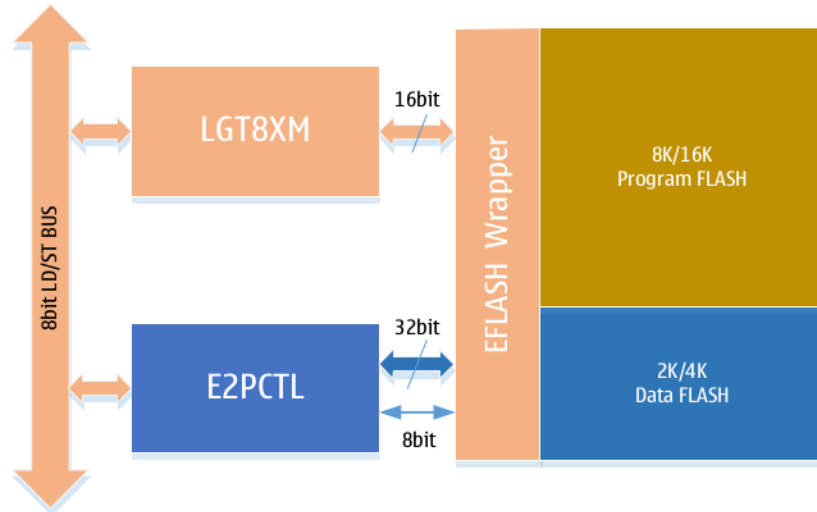 8bit LD/ST BUS
LGT8XM
16bit
EFLASH Wrapper
8K/16K
Program FLASH
E2PCTL
32bit
8bit
2K/4K
Data FLASH